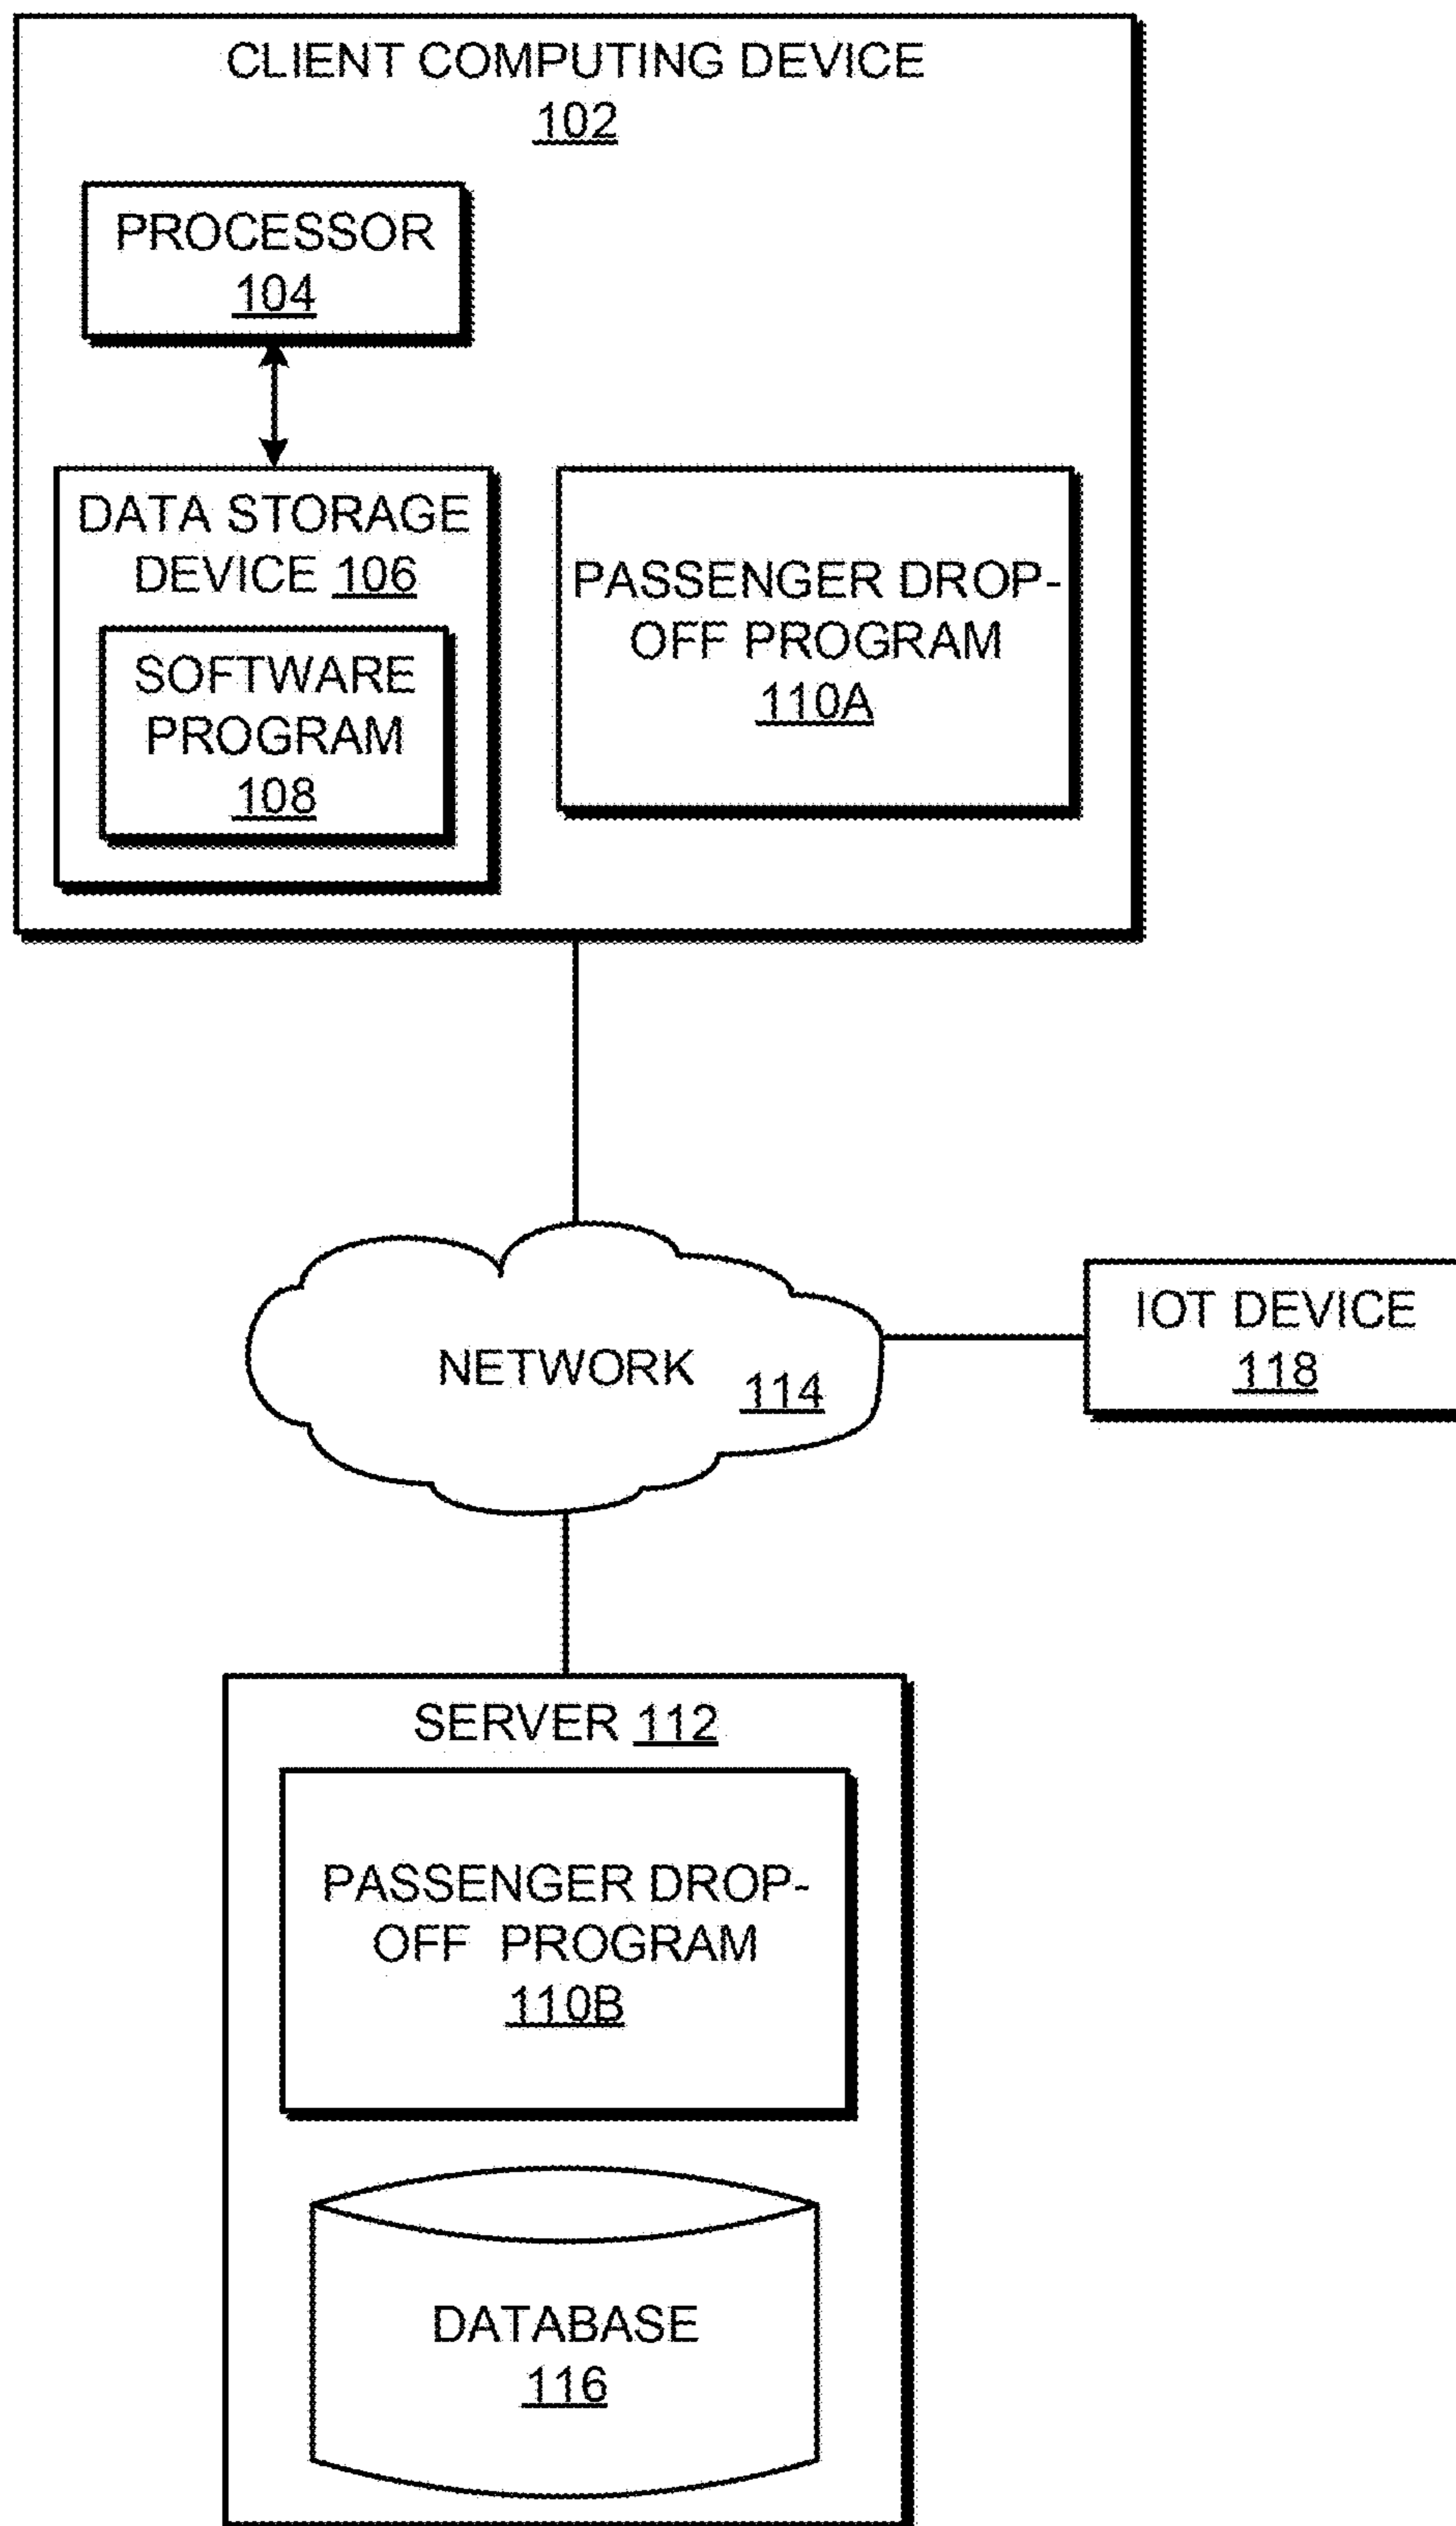 CLIENT COMPUTING DEVICE
102
PROCESSOR
104
DATA STORAGE
DEVICE 106
SOFTWARE
PROGRAM
108
PASSENGER DROP-
OFF PROGRAM
110A
NETWORK 114
IOT DEVICE
118
SERVER 112
PASSENGER DROP-
OFF PROGRAM
110B
DATABASE
116